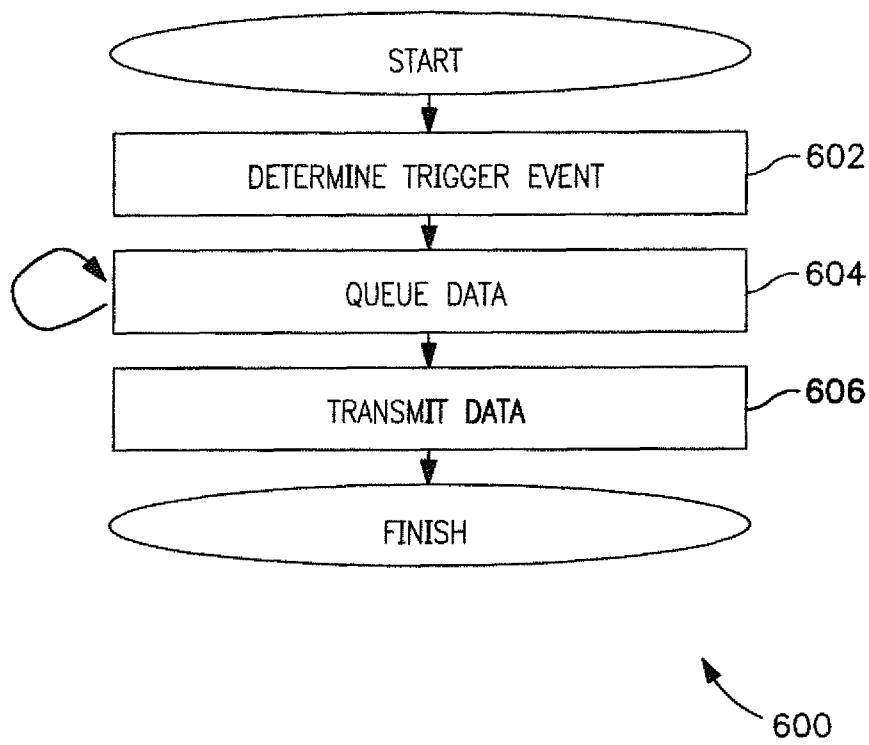 START
DETERMINE TRIGGER EVENT
602
QUEUE DATA
604
TRANSMIT DATA
606
FINISH
600